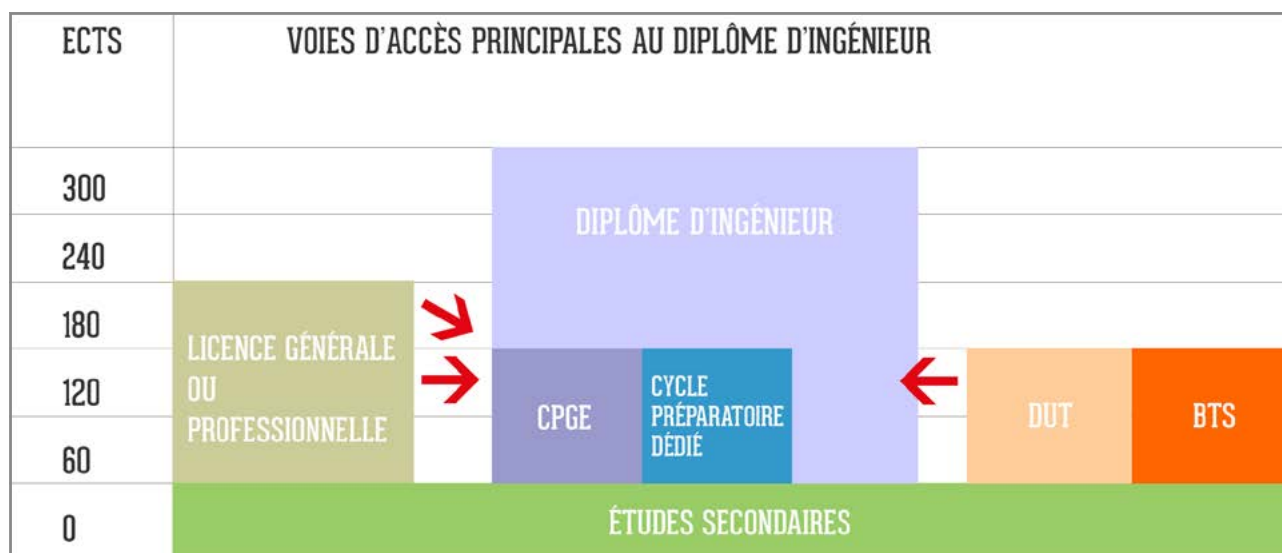 ECTS
VOIES D'ACCÈS PRINCIPALES AU DIPLÔME D'INGÉNIEUR
300
DIPLÔME D'INGÉNIEUR
240
180
LICENCE GÉNÉRALE
OU
PROFESSIONNELLE
120
CPGE
CYCLE
PRÉPARATOIRE
DÉDIÉ
DUT
BTS
60
0
ÉTUDES SECONDAIRES